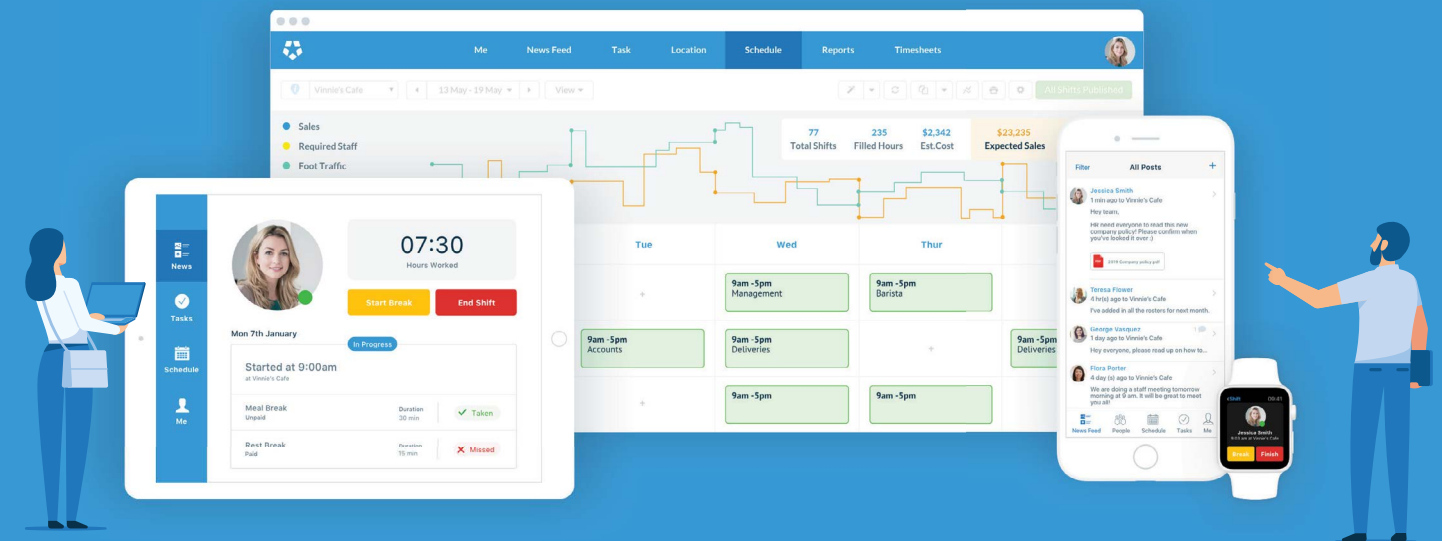 Me News Feed Task Location Schedule Reports Timesheets
Vinnie's Cafe 13 May - 19 May View All Shifts Published
Sales
Required Staff
Foot Traffic
77 235 $2,342 $23,235
Total Shifts Filled Hours Est.Cost Expected Sales
Tue Wed Thur
9am -5pm
Management
9am -5pm
Barista
9am -5pm
Accounts
9am -5pm
Deliveries
9am -5pm
Deliveries
9am -5pm
9am -5pm
News
Tasks
Schedule
Me
07:30
Hours Worked
Start Break End Shift
Mon 7th January
In Progress
Started at 9:00am
at Vinnie's Cafe
Meal Break
Unpaid
Duration
30 min
Taken
Rest Break
Paid
Duration
15 min
Missed
Filter All Posts +
Jessica Smith
1 min ago to Vinnie's Cafe
Hey team,
Hill need everyone to read this new
company policy! Please confirm when
you've looked it over :)
2019 Company policy.pdf
Teresa Flower
4 hr(s) ago to Vinnie's Cafe
I've added in all the rosters for next month.
George Vasquez
1 day ago to Vinnie's Cafe
Hey everyone, please read up on how to...
Flora Porter
4 day (s) ago to Vinnie's Cafe
We are doing a staff meeting tomorrow
morning at 9 am. It will be great to meet
you all!
News Feed People Schedule Tasks Me
Jessica Smith
Break Finish